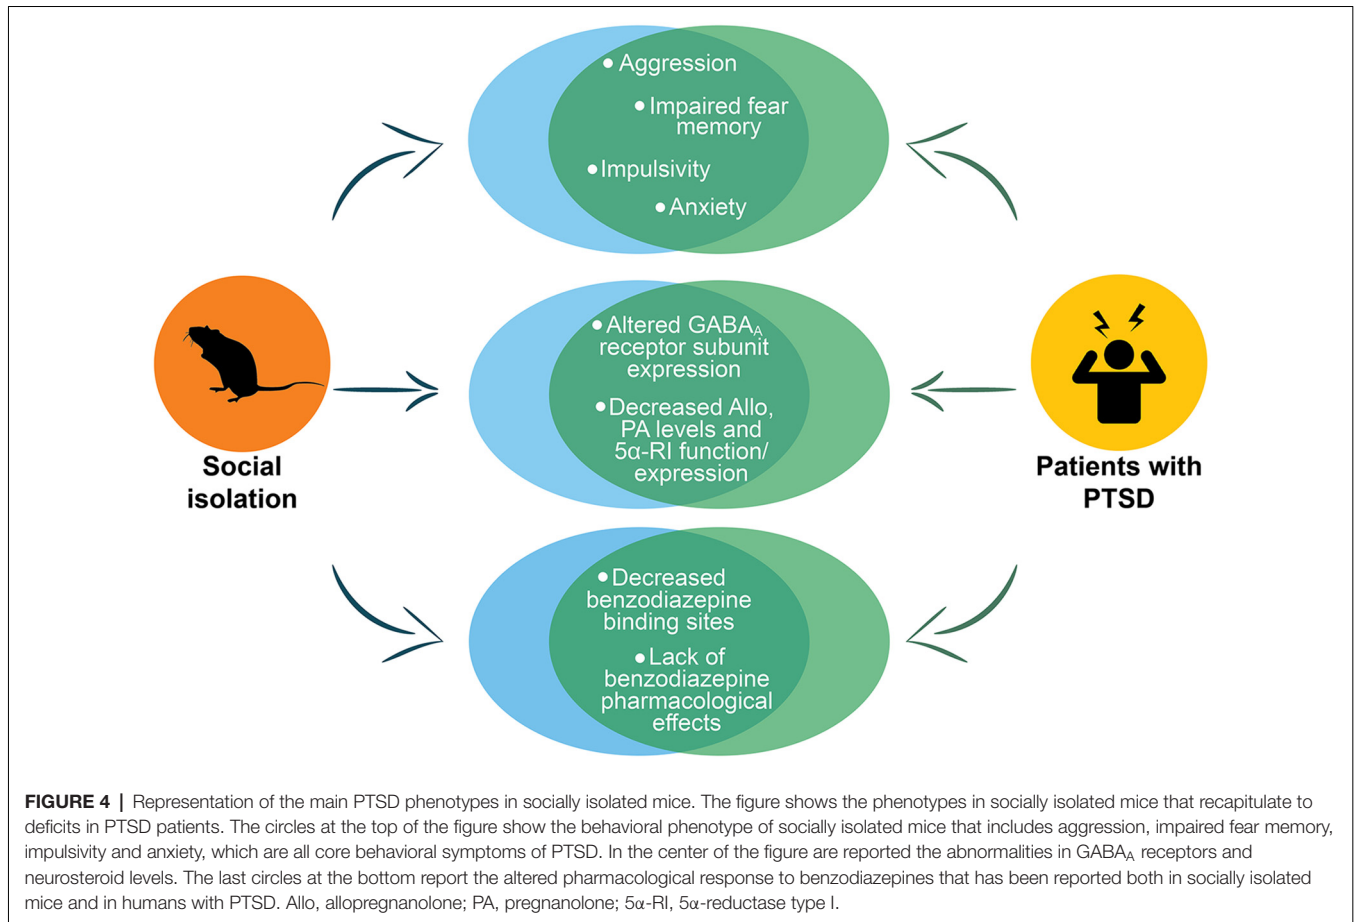 ● Aggression
● Impaired fear
memory
● Impulsivity
● Anxiety
● Altered GABAA
receptor subunit
expression
● Decreased Allo,
PA levels and
5α-RI function/
expression
Social
isolation
Patients with
PTSD
● Decreased
benzodiazepine
binding sites
● Lack of
benzodiazepine
pharmacological
effects
FIGURE 4 | Representation of the main PTSD phenotypes in socially isolated mice. The figure shows the phenotypes in socially isolated mice that recapitulate to
deficits in PTSD patients. The circles at the top of the figure show the behavioral phenotype of socially isolated mice that includes aggression, impaired fear memory,
impulsivity and anxiety, which are all core behavioral symptoms of PTSD. In the center of the figure are reported the abnormalities in GABAA receptors and
neurosteroid levels. The last circles at the bottom report the altered pharmacological response to benzodiazepines that has been reported both in socially isolated
mice and in humans with PTSD. Allo, allopregnanolone; PA, pregnanolone; 5α-RI, 5α-reductase type I.